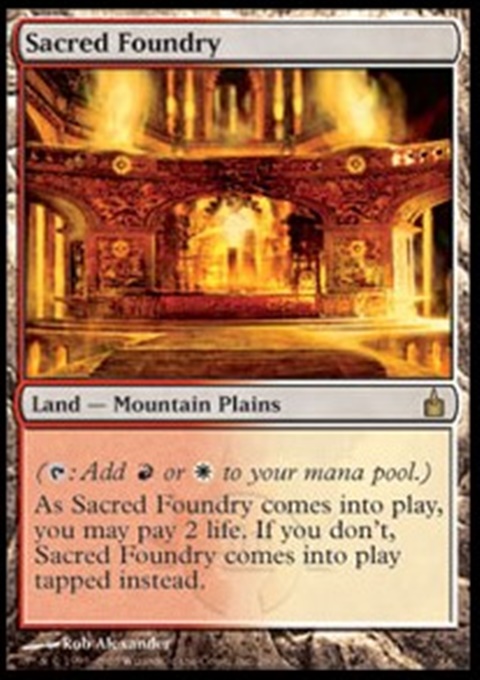 Sacred Foundry
Land — Mountain Plains
( : Add or to your mana pool.)
As Sacred Foundry comes into play,
you may pay 2 life. If you don't,
Sacred Foundry comes into play
tapped instead.
Rob Alexander